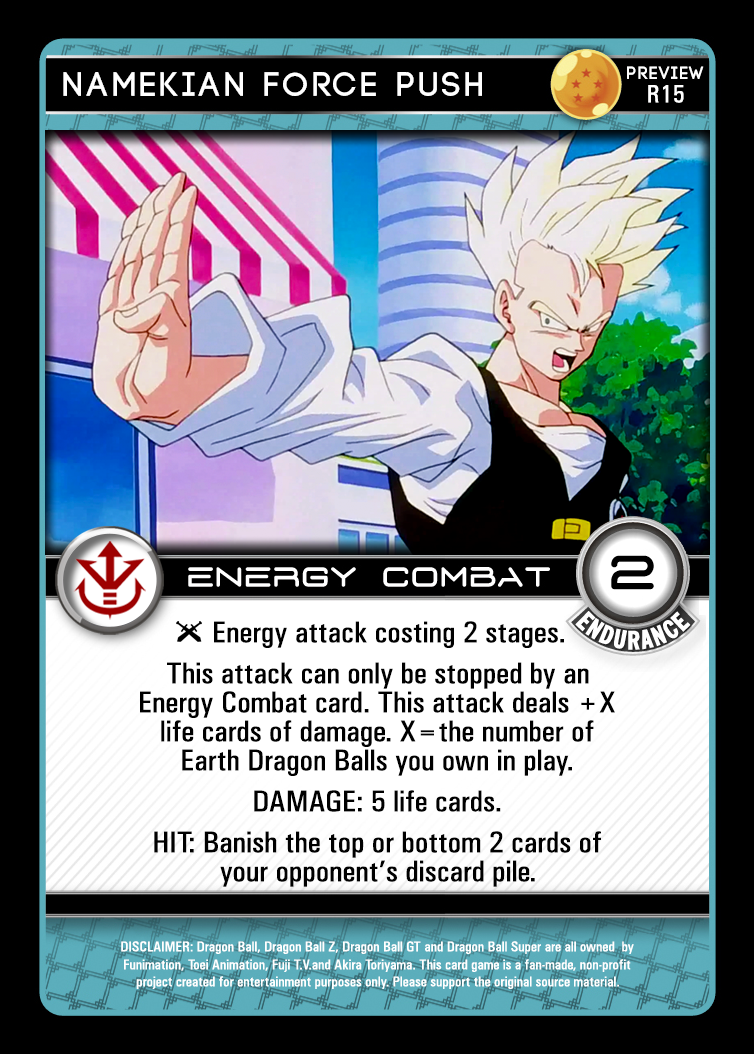 NAMEKIAN FORCE PUSH
PREVIEW
R15
ENERGY COMBAT
2
ENDURANCE
Energy attack costing 2 stages.
This attack can only be stopped by an
Energy Combat card. This attack deals +X
life cards of damage. X=the number of
Earth Dragon Balls you own in play.
DAMAGE: 5 life cards.
HIT: Banish the top or bottom 2 cards of
your opponent's discard pile.
DISCLAIMER: Dragon Ball, Dragon Ball Z, Dragon Ball GT and Dragon Ball Super are all owned by
Funimation, Toei Animation, Fuji T.V.and Akira Toriyama. This card game is a fan-made, non-profit
project created for entertainment purposes only. Please support the original source material.